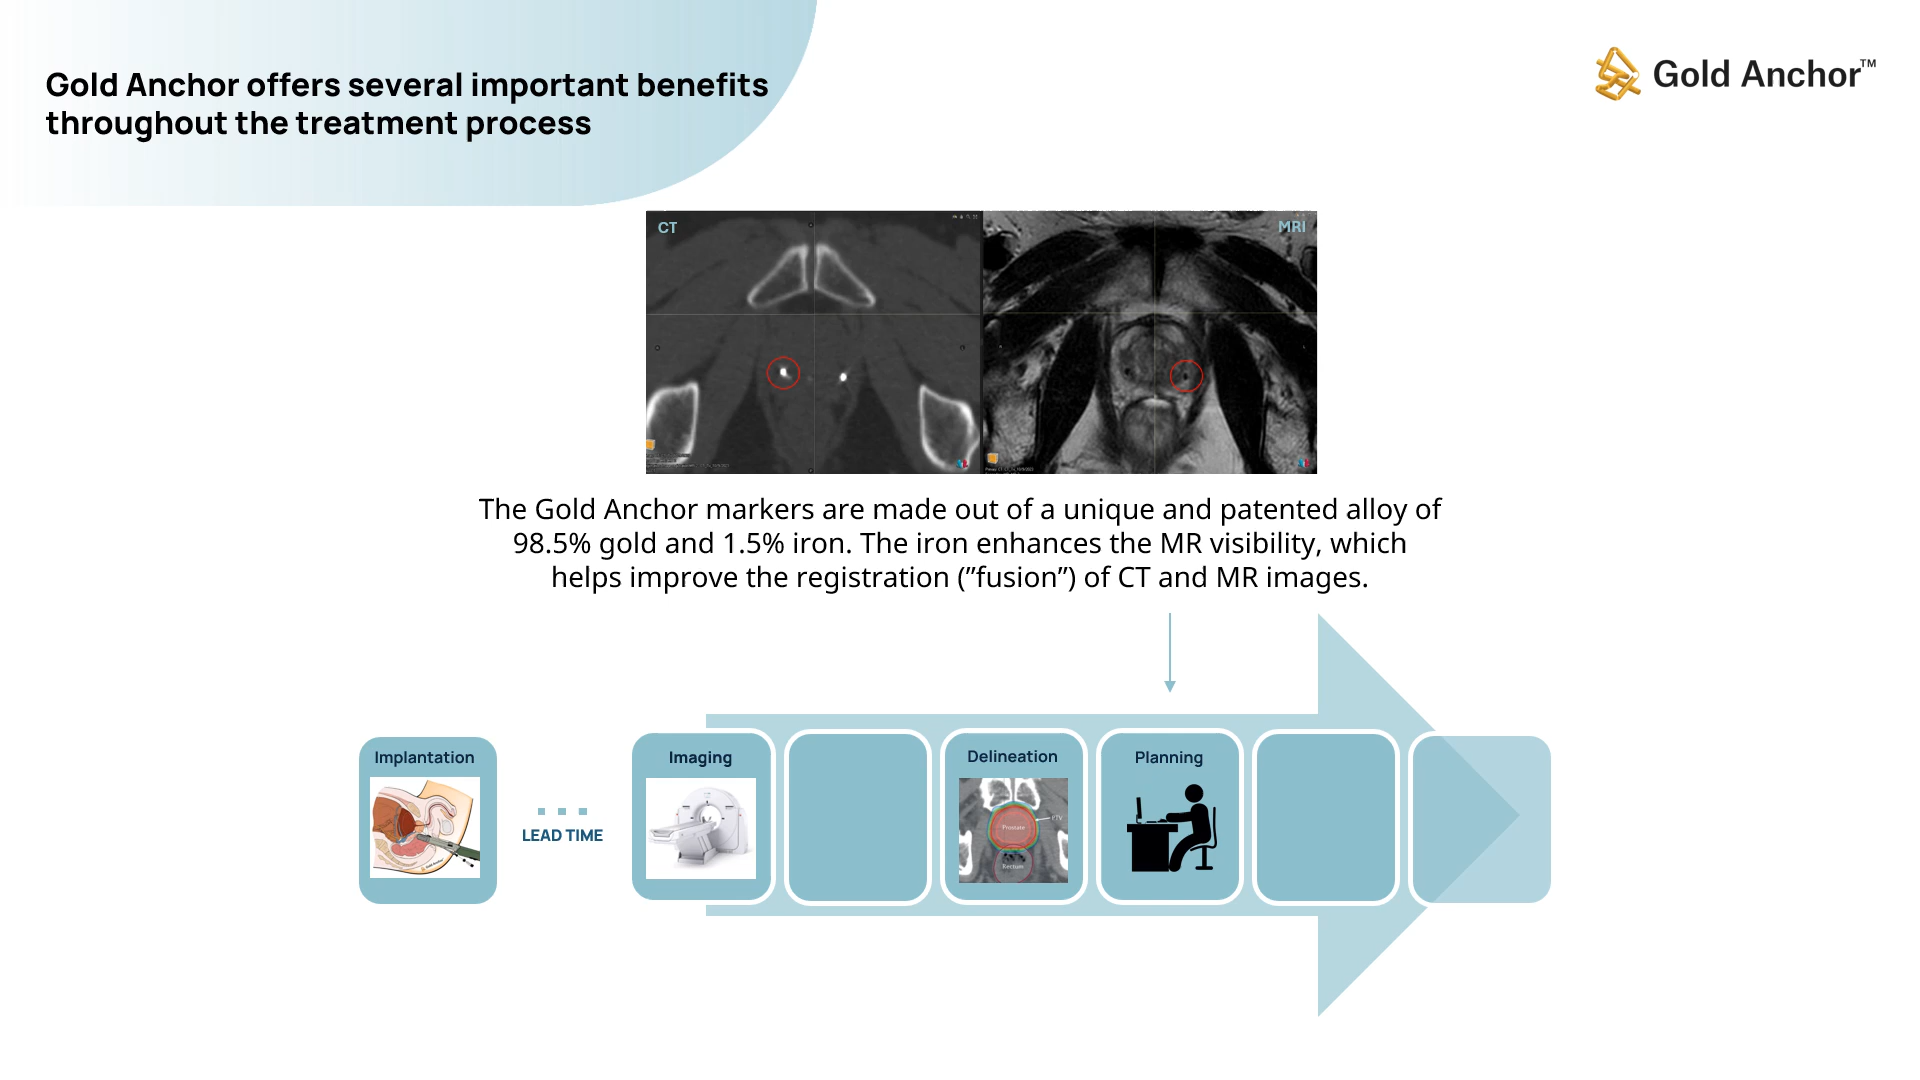 Gold Anchor offers several important benefits
throughout the treatment process
Gold Anchor™
CT
MRI
The Gold Anchor markers are made out of a unique and patented alloy of
98.5% gold and 1.5% iron. The iron enhances the MR visibility, which
helps improve the registration (”fusion”) of CT and MR images.
Implantation
LEAD TIME
Imaging
Delineation
Prostate
PTV
Rectum
Planning